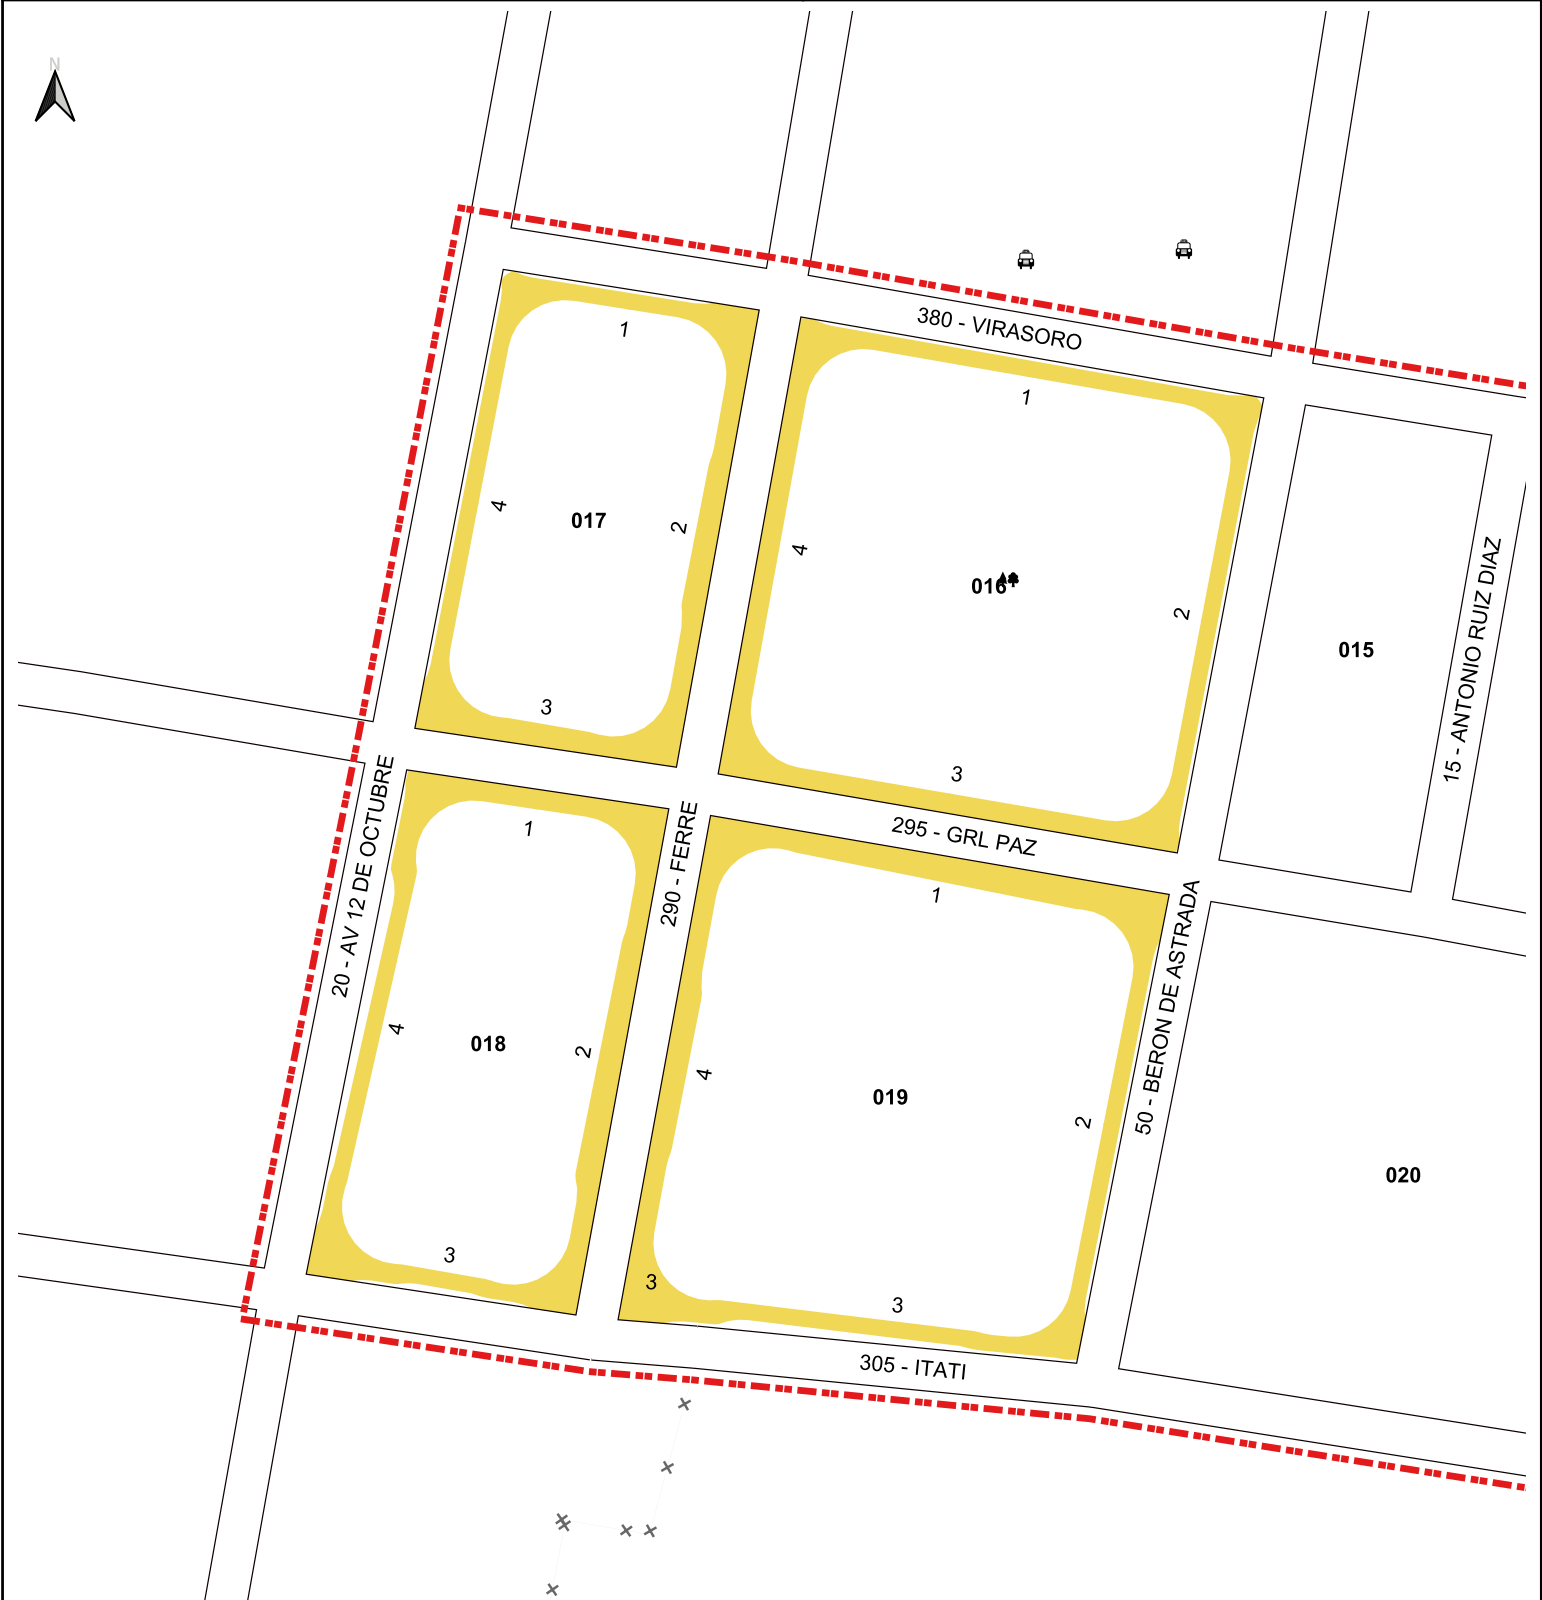 N
380 - VIRASORO
1
1
4
017
2
4
016
2
015
15 - ANTONIO RUIZ DIAZ
3
3
20 - AV 12 DE OCTUBRE
290 - FERRE
295 - GRL PAZ
50 - BERON DE ASTRADA
1
1
4
018
2
4
019
2
020
3
3
3
305 - ITATI